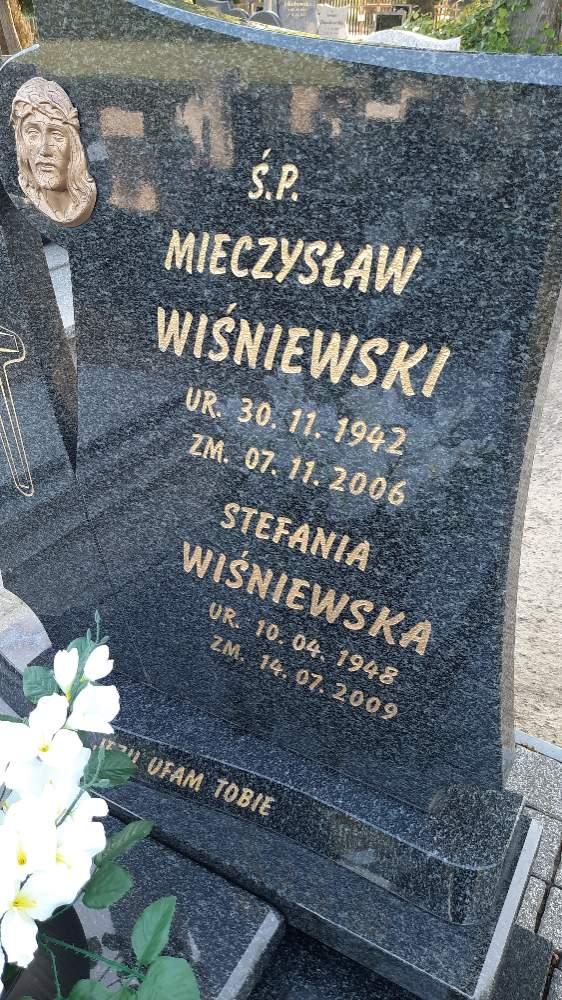 Ś.P.
MIECZYSŁAW
WIŚNIEWSKI
UR. 30. 11. 1942
ZM. 07. 11. 2006
STEFANIA
WIŚNIEWSKA
UR. 10. 04. 1948
ZM. 14. 07. 2009
JEZU UFAM TOBIE